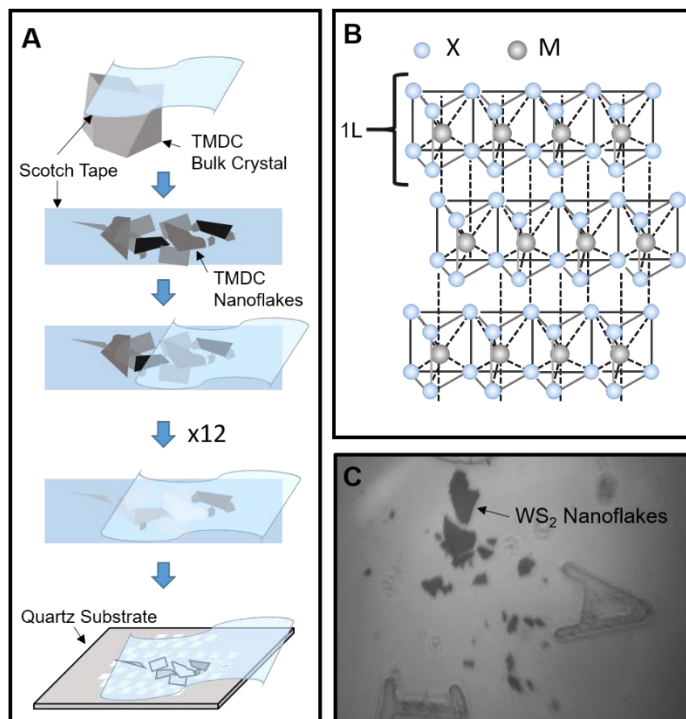 A
TMDC
Bulk Crystal
Scotch Tape
TMDC
Nanoflakes
x12
Quartz Substrate
B
X
M
1L
C
WS₂ Nanoflakes